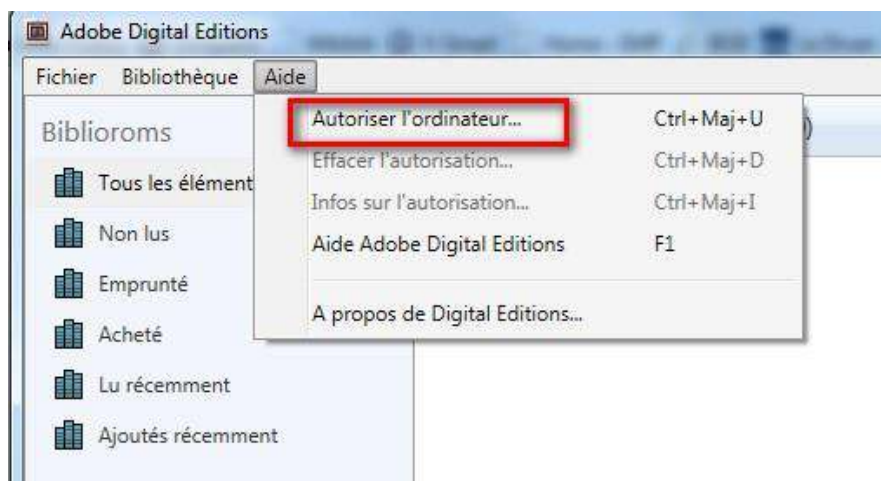 Adobe Digital Editions
Fichier Bibliothèque Aide
Biblioroms
Tous les élément
Non lus
Emprunté
Acheté
Lu récemment
Ajoutés récemment
Autoriser l'ordinateur... Ctrl+Maj+U
Effacer l'autorisation... Ctrl+Maj+D
Infos sur l'autorisation... Ctrl+Maj+I
Aide Adobe Digital Editions F1
A propos de Digital Editions...